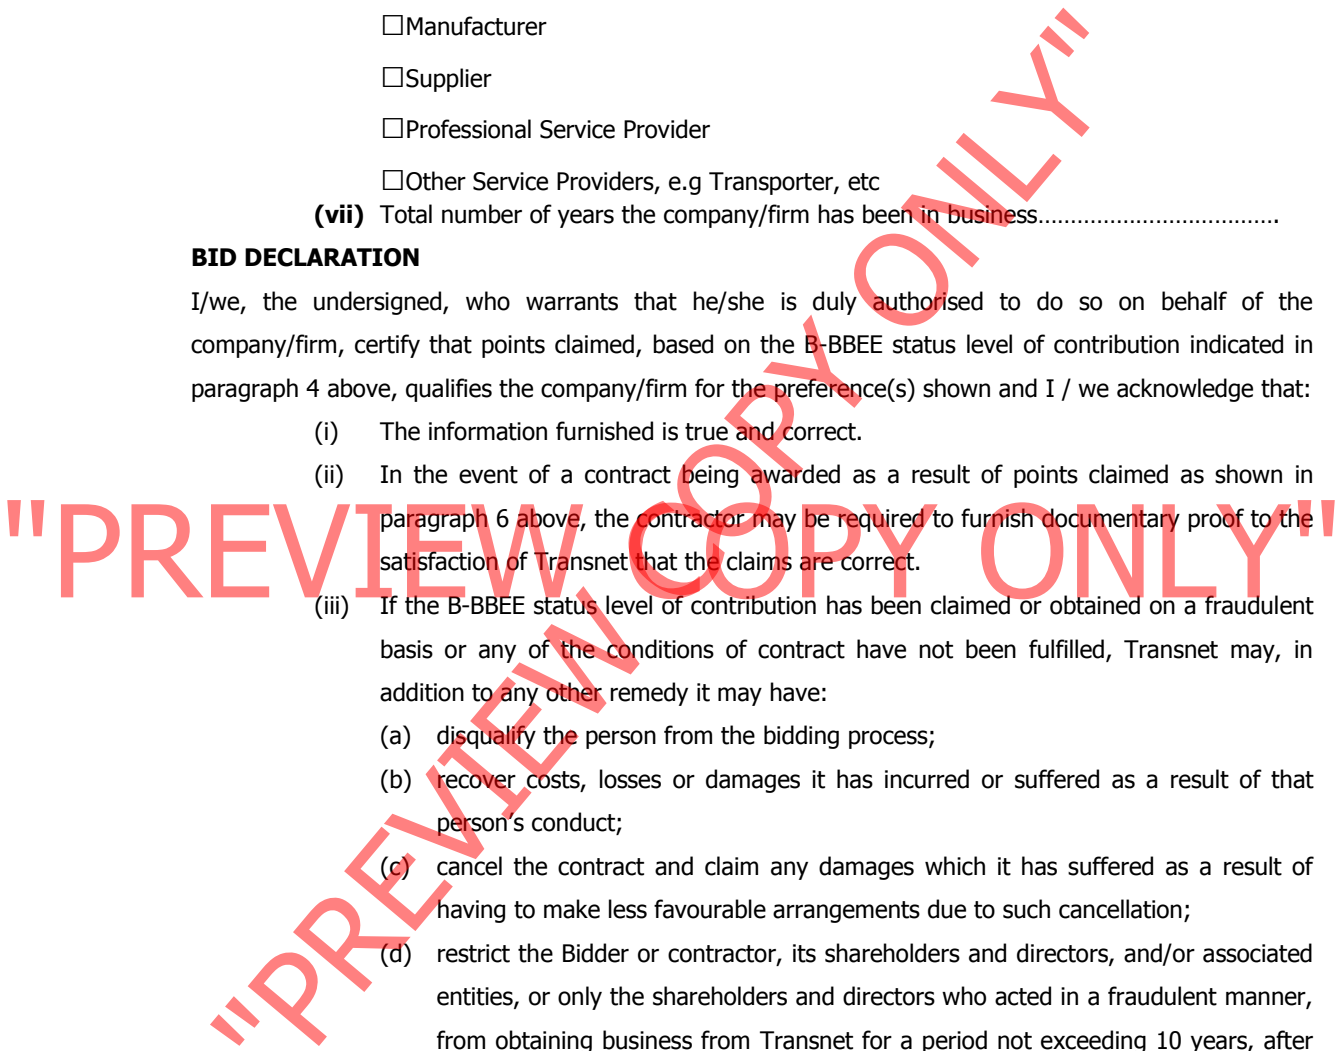 ☐Manufacturer
☐Supplier
☐Professional Service Provider
☐Other Service Providers, e.g Transporter, etc
(vii) Total number of years the company/firm has been in business……………………………….
BID DECLARATION
I/we, the undersigned, who warrants that he/she is duly authorised to do so on behalf of the
company/firm, certify that points claimed, based on the B-BBEE status level of contribution indicated in
paragraph 4 above, qualifies the company/firm for the preference(s) shown and I / we acknowledge that:
(i) The information furnished is true and correct.
(ii) In the event of a contract being awarded as a result of points claimed as shown in
paragraph 6 above, the contractor may be required to furnish documentary proof to the
satisfaction of Transnet that the claims are correct.
(iii) If the B-BBEE status level of contribution has been claimed or obtained on a fraudulent
basis or any of the conditions of contract have not been fulfilled, Transnet may, in
addition to any other remedy it may have:
(a) disqualify the person from the bidding process;
(b) recover costs, losses or damages it has incurred or suffered as a result of that
person's conduct;
(c) cancel the contract and claim any damages which it has suffered as a result of
having to make less favourable arrangements due to such cancellation;
(d) restrict the Bidder or contractor, its shareholders and directors, and/or associated
entities, or only the shareholders and directors who acted in a fraudulent manner,
from obtaining business from Transnet for a period not exceeding 10 years, after
"PREVIEW COPY ONLY"
"PREVIEW COPY ONLY"